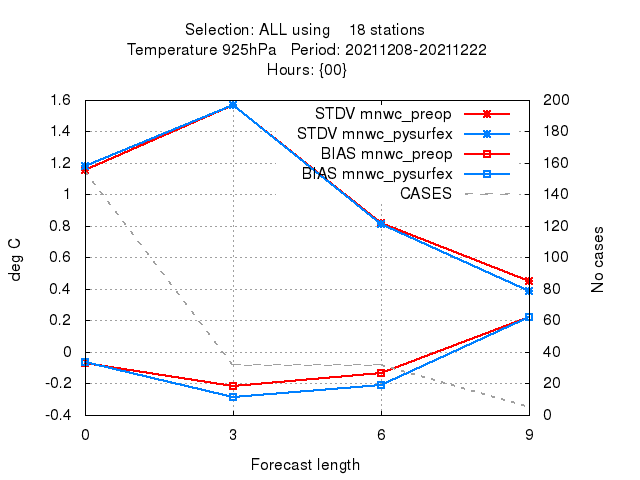 Selection: ALL using    18 stations
Temperature 925hPa   Period: 20211208-20211222
Hours: {00}
1.6
1.4
1.2
1
0.8
0.6
0.4
0.2
0
-0.2
-0.4
deg C
STDV mnwc_preop
STDV mnwc_pysurfex
BIAS mnwc_preop
BIAS mnwc_pysurfex
CASES
200
180
160
140
120
100
80
60
40
20
0
No cases
0 3 6 9
Forecast length